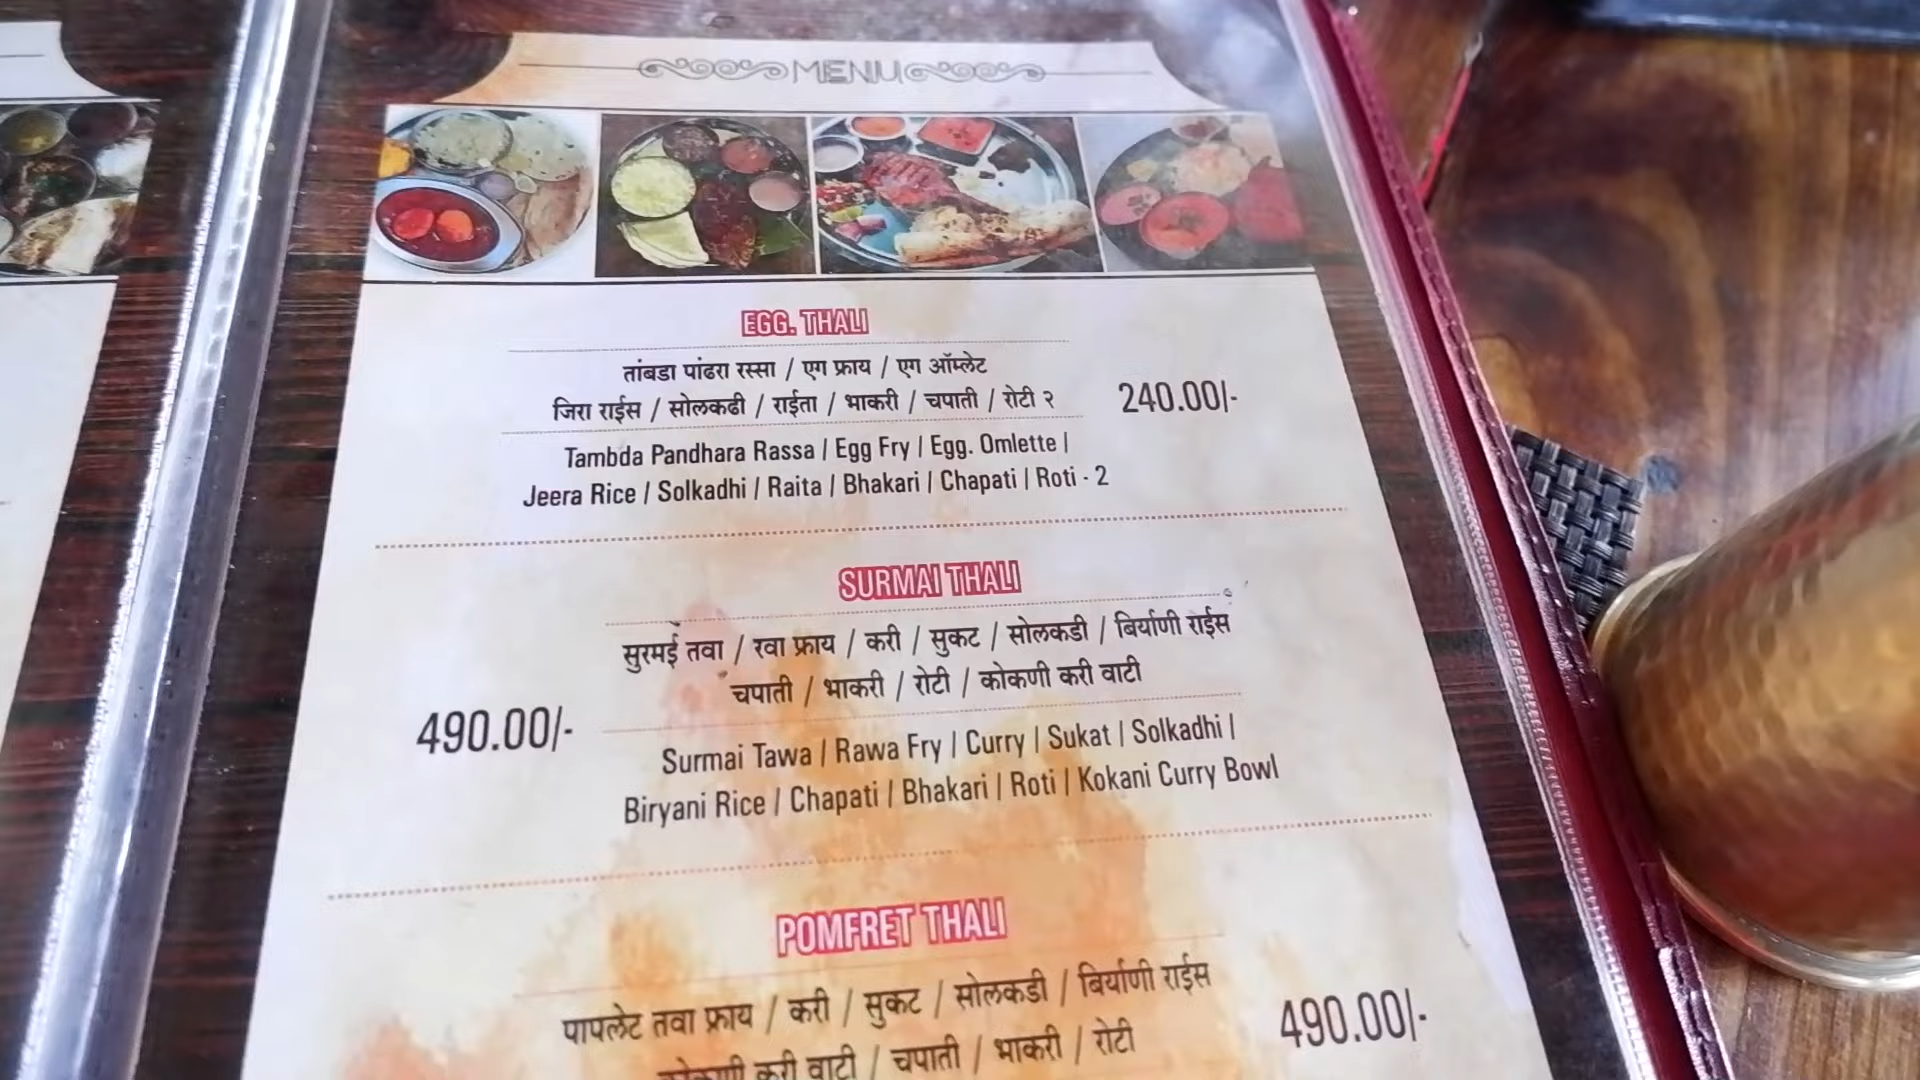 MENU
EGG. THALI
तांबडा पांढरा रस्सा / एग फ्राय / एग ऑम्लेट
जिरा राईस / सोलकढी / राईता / भाकरी / चपाती / रोटी २
240.00/-
Tambda Pandhara Rassa / Egg Fry / Egg. Omlette |
Jeera Rice / Solkadhi / Raita / Bhakari / Chapati | Roti - 2
SURMAI THALI
सुरमई तवा / रवा फ्राय / करी / सुकट / सोलकडी / बिर्याणी राईस
चपाती / भाकरी / रोटी / कोकणी करी वाटी
490.00/-
Surmai Tawa | Rawa Fry | Curry | Sukat | Solkadhi |
Biryani Rice / Chapati | Bhakari | Roti | Kokani Curry Bowl
POMFRET THALI
पापलेट तवा फ्राय / करी / सुकट / सोलकडी / बिर्याणी राईस
490.00/-
कोकणी करी वाटी / चपाती / भाकरी / रोटी